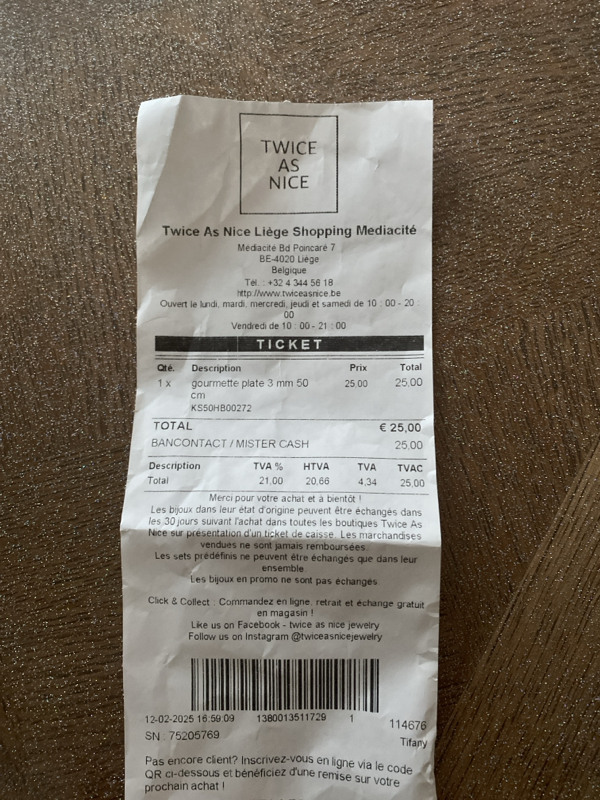 TWICE
AS
NICE
Twice As Nice Liège Shopping Mediacité
Médiacité Bd Poincaré 7
BE-4020 Liège
Belgique
Tél. : +32 4 344 56 18
http://www.twiceasnice.be
Ouvert le lundi, mardi, mercredi, jeudi et samedi de 10 : 00 - 20 :
00
Vendredi de 10 : 00 - 21 : 00
TICKET
Qté. Description Prix Total
1 x gourmette plate 3 mm 50 25,00 25,00
cm
KS50HB00272
TOTAL € 25,00
BANCONTACT / MISTER CASH 25,00
Description TVA % HTVA TVA TVAC
Total 21,00 20,66 4,34 25,00
Merci pour votre achat et à bientôt !
Les bijoux dans leur état d'origine peuvent être échangés dans
les 30 jours suivant l'achat dans toutes les boutiques Twice As
Nice sur présentation d'un ticket de caisse. Les marchandises
vendues ne sont jamais remboursées.
Les sets prédéfinis ne peuvent être échangés que dans leur
ensemble.
Les bijoux en promo ne sont pas échangés.
Click & Collect : Commandez en ligne, retrait et échange gratuit
en magasin !
Like us on Facebook - twice as nice jewelry
Follow us on Instagram @twiceasnicejewelry
12-02-2025 16:59:09 1380013511729 1 114676
SN : 75205769 Tifany
Pas encore client? Inscrivez-vous en ligne via le code
QR ci-dessous et bénéficiez d'une remise sur votre
prochain achat !